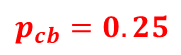 p_cb = 0.25